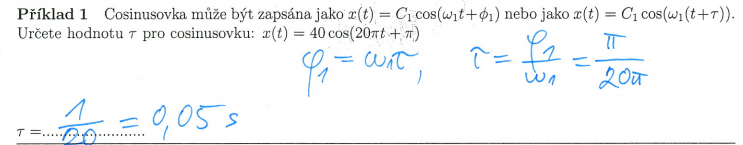 Příklad 1 Cosinusovka může být zapsána jako x(t) = C₁ cos(ω₁t+ϕ₁) nebo jako x(t) = C₁ cos(ω₁(t+τ)).
Určete hodnotu τ pro cosinusovku: x(t) = 40 cos(20πt + π)
φ₁ = ω₁τ, τ = φ₁/ω₁ = π/20π
τ =.... 1/20 = 0,05 s